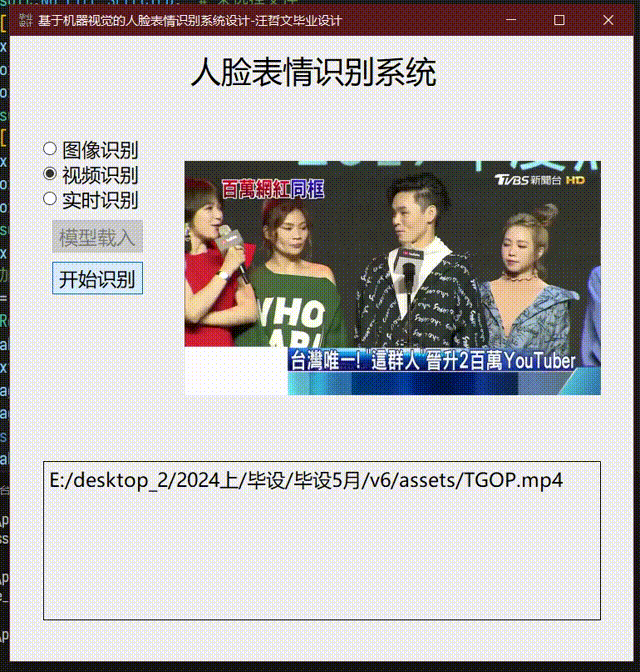 基于机器视觉的人脸表情识别系统设计-汪哲文毕业设计
人脸表情识别系统
图像识别
视频识别
实时识别
模型载入
开始识别
TVBS新聞台 HD
百萬網紅同框
WHO
台灣唯一! "這群人"晉升2百萬YouTuber
E:/desktop_2/2024上/毕设/毕设5月/v6/assets/TGOP.mp4